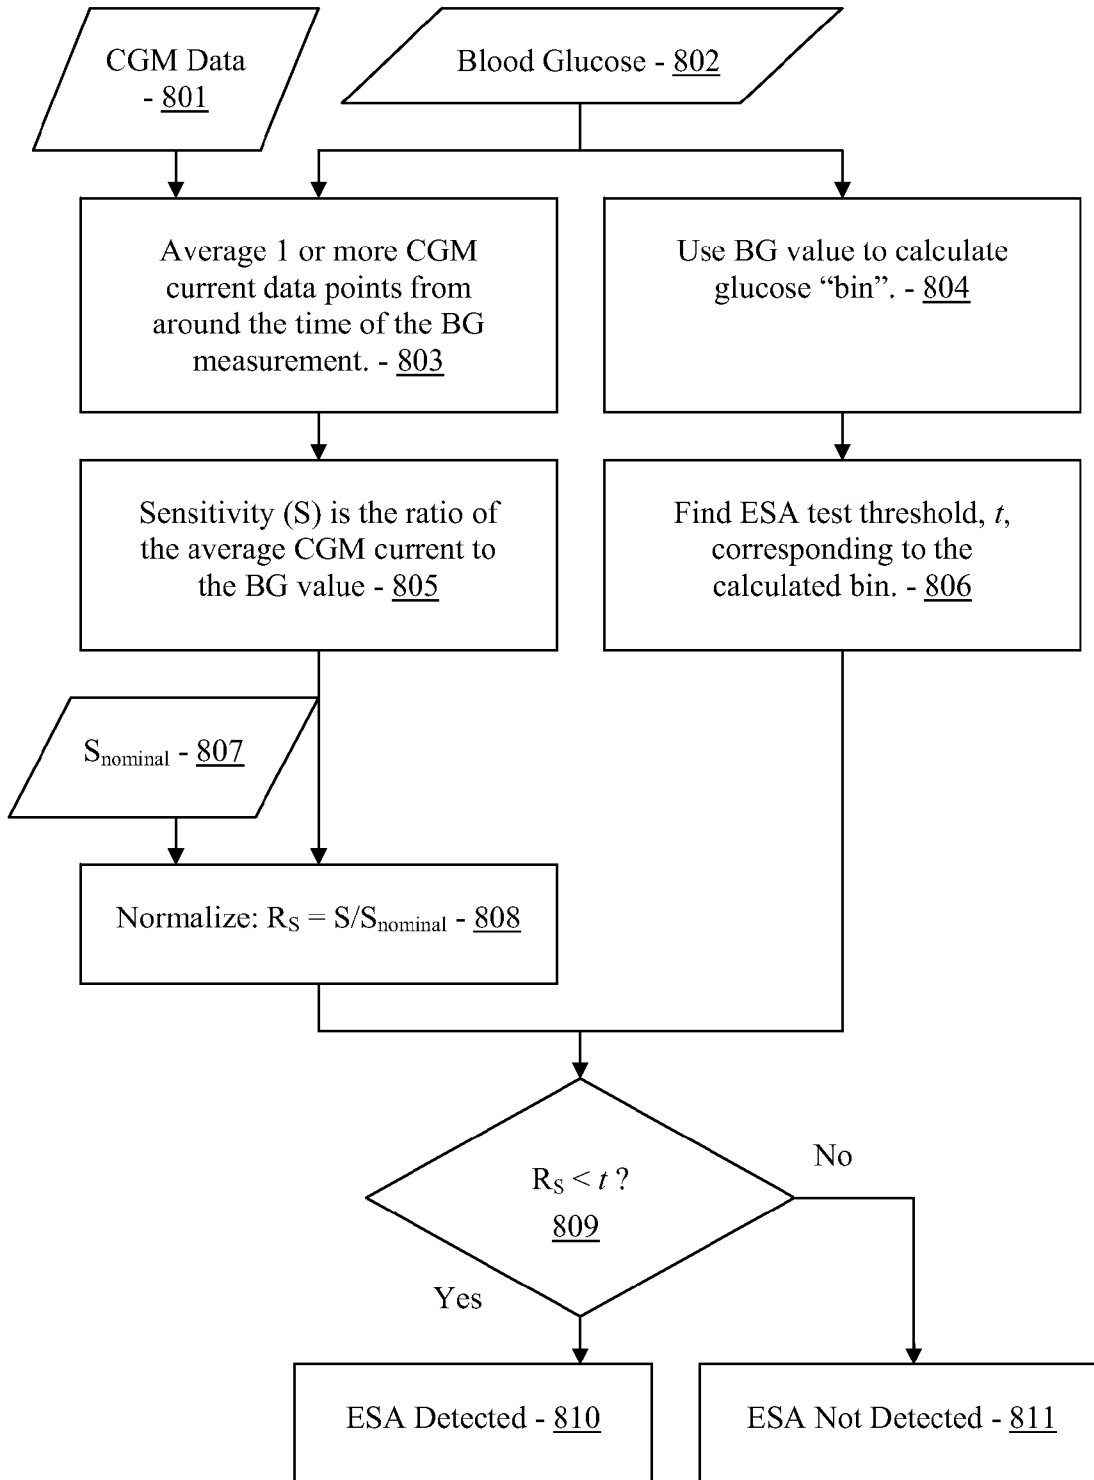 CGM Data
- 801
Blood Glucose - 802
Average 1 or more CGM
current data points from
around the time of the BG
measurement. - 803
Use BG value to calculate
glucose “bin”. - 804
Sensitivity (S) is the ratio of
the average CGM current to
the BG value - 805
Find ESA test threshold, t,
corresponding to the
calculated bin. - 806
Snominal - 807
Normalize: RS = S/Snominal - 808
RS < t ?
809
No
Yes
ESA Detected - 810
ESA Not Detected - 811